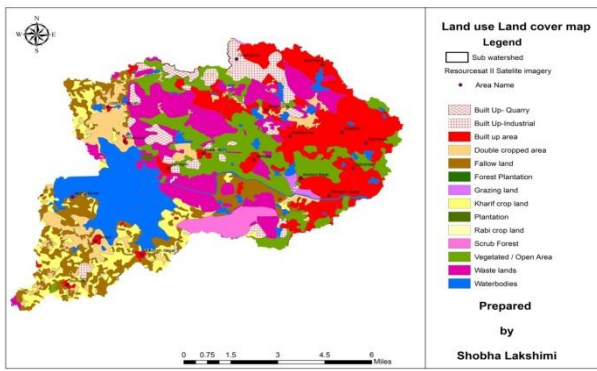 N
W E
S
Land use Land cover map
Legend
Sub watershed
Resourcesat II Satelite imagery
Area Name
Built Up- Quarry
Built Up-Industrial
Built up area
Double cropped area
Fallow land
Forest Plantation
Grazing land
Kharif crop land
Plantation
Rabi crop land
Scrub Forest
Vegetated / Open Area
Waste lands
Waterbodies
Prepared
by
Shobha Lakshimi
0 0.75 1.5 3 4.5 6
Miles